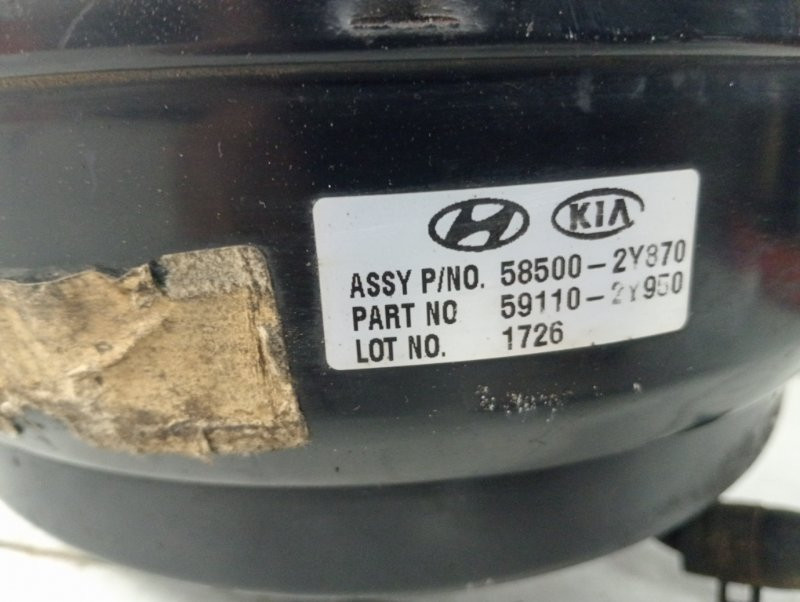 KIA
ASSY P/NO. 58500-2Y870
PART NO 59110-2Y950
LOT NO. 1726